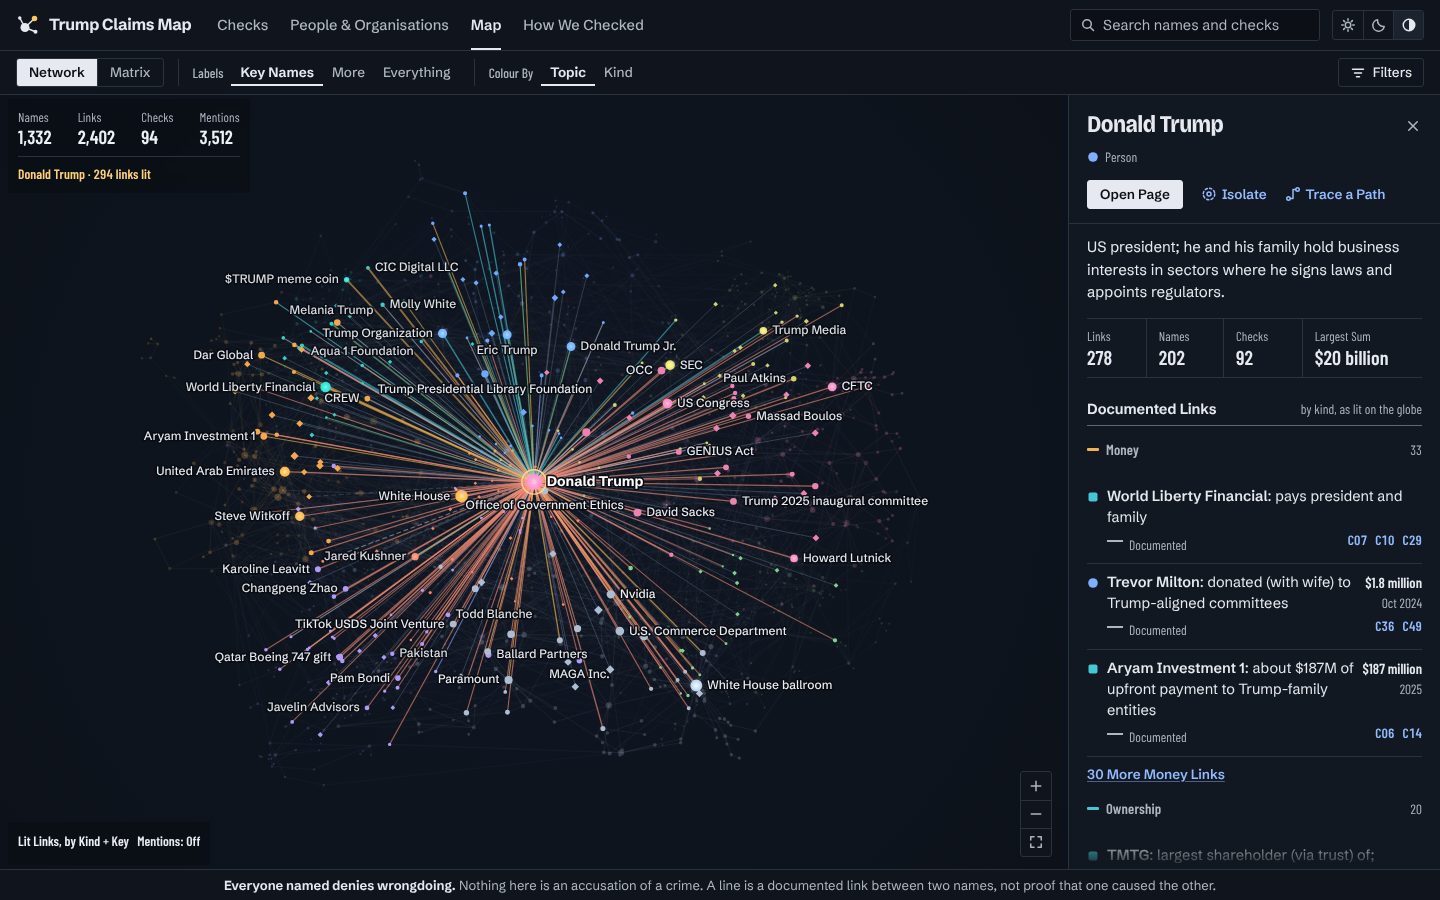 Trump Claims Map
Checks
People & Organisations
Map
How We Checked
Search names and checks
Network
Matrix
Labels
Key Names
More
Everything
Colour By
Topic
Kind
Filters
Names
Links
Checks
Mentions
1,332
2,402
94
3,512
Donald Trump · 294 links lit
CIC Digital LLC
$TRUMP meme coin
Molly White
Melania Trump
Trump Organization
Eric Trump
Donald Trump Jr.
Trump Media
Aqua 1 Foundation
Dar Global
OCC
SEC
Paul Atkins
World Liberty Financial
Trump Presidential Library Foundation
CFTC
CREW
US Congress
Massad Boulos
Aryam Investment 1
GENIUS Act
United Arab Emirates
Donald Trump
White House
Office of Government Ethics
Trump 2025 inaugural committee
Steve Witkoff
David Sacks
Jared Kushner
Howard Lutnick
Karoline Leavitt
Changpeng Zhao
Nvidia
Todd Blanche
TikTok USDS Joint Venture
U.S. Commerce Department
Qatar Boeing 747 gift
Pakistan
Ballard Partners
Pam Bondi
Paramount
MAGA Inc.
White House ballroom
Javelin Advisors
Lit Links, by Kind + Key
Mentions: Off
Donald Trump
Person
Open Page
Isolate
Trace a Path
US president; he and his family hold business
interests in sectors where he signs laws and
appoints regulators.
Links
Names
Checks
Largest Sum
278
202
92
$20 billion
Documented Links
by kind, as lit on the globe
Money
33
World Liberty Financial: pays president and
family
Documented
C07 C10 C29
Trevor Milton: donated (with wife) to
$1.8 million
Trump-aligned committees
Oct 2024
Documented
C36 C49
Aryam Investment 1: about $187M of
$187 million
upfront payment to Trump-family
2025
entities
Documented
C06 C14
30 More Money Links
Ownership
20
TMTG: largest shareholder (via trust) of;
Everyone named denies wrongdoing. Nothing here is an accusation of a crime. A line is a documented link between two names, not proof that one caused the other.